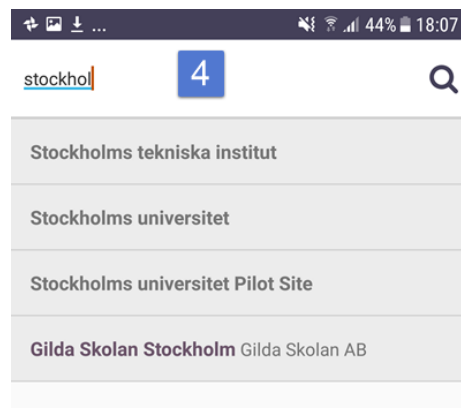 ... 44% 18:07
stockhol 4
Stockholms tekniska institut
Stockholms universitet
Stockholms universitet Pilot Site
Gilda Skolan Stockholm Gilda Skolan AB